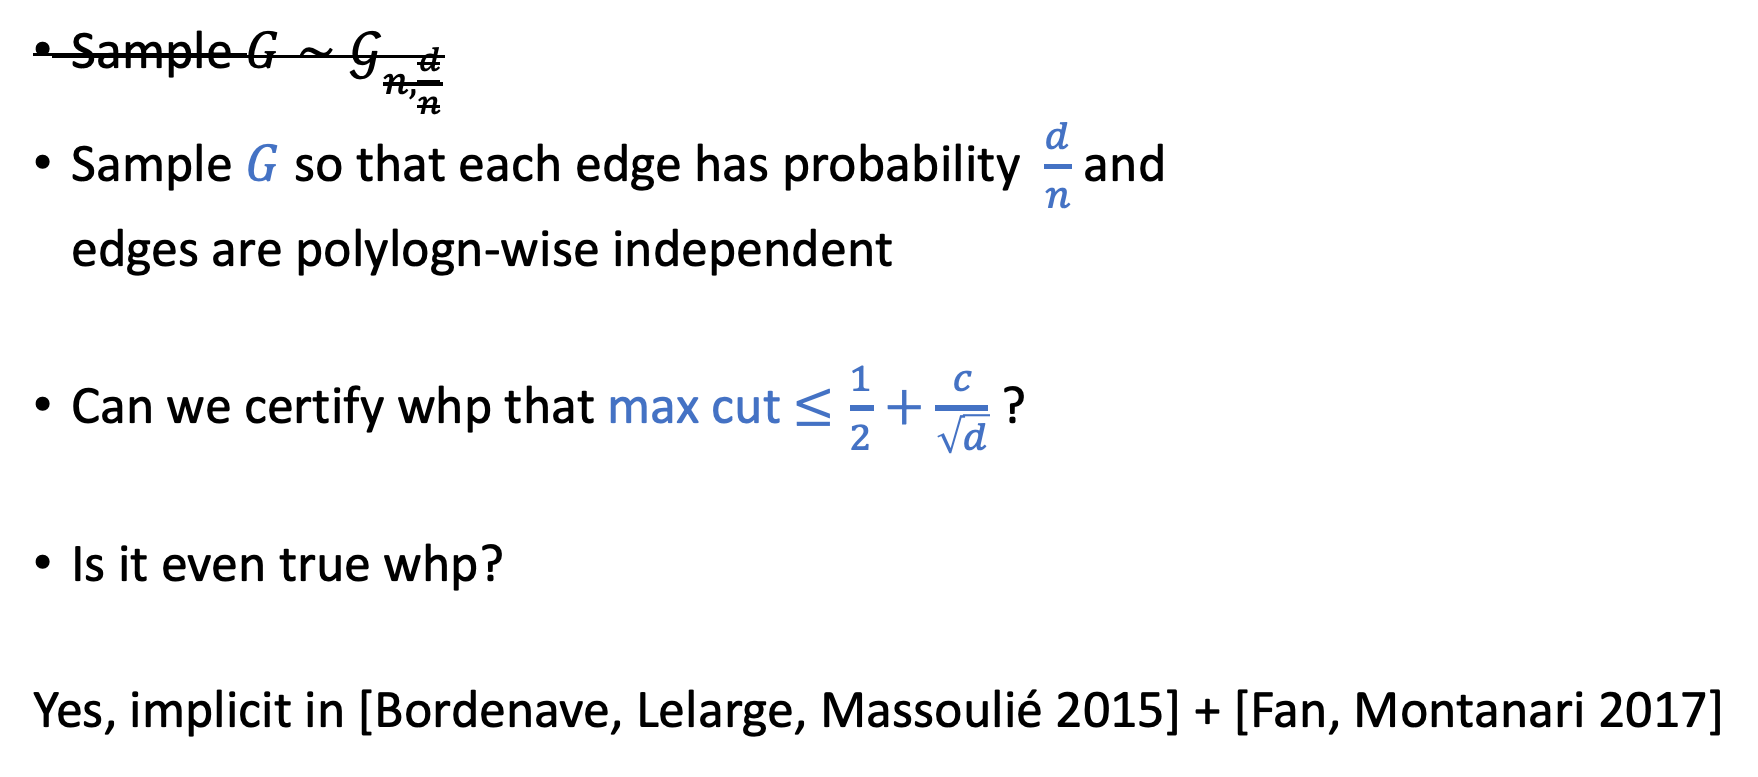 • Sample G ~ 𝒢_{n,d/n}
• Sample G so that each edge has probability d/n and
edges are polylogn-wise independent
• Can we certify whp that max cut ≤ 1/2 + c/√d ?
• Is it even true whp?
Yes, implicit in [Bordenave, Lelarge, Massoulié 2015] + [Fan, Montanari 2017]